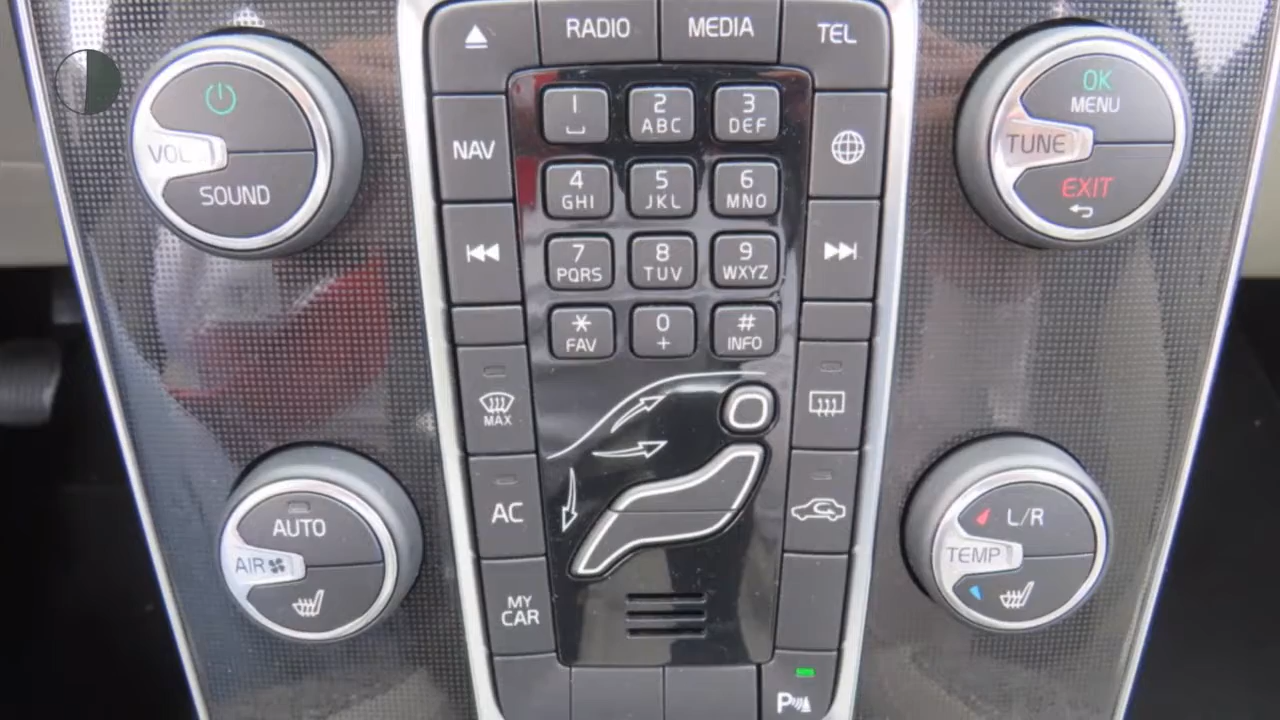 RADIO
MEDIA
TEL
NAV
VOL
SOUND
OK
MENU
TUNE
EXIT
1
2
ABC
3
DEF
4
GHI
5
JKL
6
MNO
7
PQRS
8
TUV
9
WXYZ
*
FAV
0
+
#
INFO
MAX
AC
MY
CAR
AUTO
AIR
L/R
TEMP
P